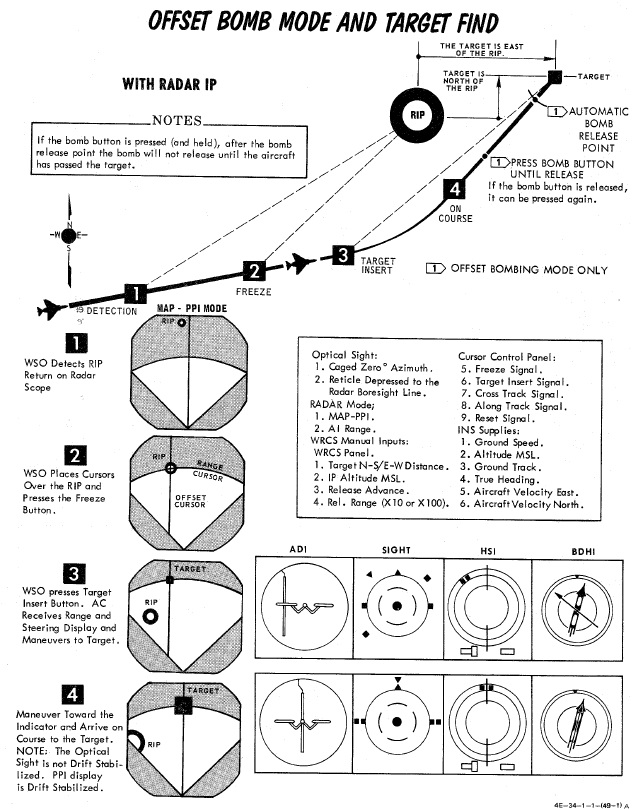 OFFSET BOMB MODE AND TARGET FIND
THE TARGET IS EAST
OF THE RIP.
WITH RADAR IP
TARGET IS
NORTH OF
THE RIP
TARGET
RIP
NOTES
If the bomb button is pressed (and held), after the bomb
release point the bomb will not release until the aircraft
has passed the target.
1 AUTOMATIC
BOMB
RELEASE
POINT
1 PRESS BOMB BUTTON
UNTIL RELEASE
If the bomb button is released,
it can be pressed again.
4
ON
COURSE
N
W E
S
3
TARGET
INSERT
2
FREEZE
1
DETECTION
1 OFFSET BOMBING MODE ONLY
MAP - PPI MODE
RIP
1
WSO Detects RIP
Return on Radar
Scope
Optical Sight:
1. Caged Zero° Azimuth.
2. Reticle Depressed to the
Radar Boresight Line.
RADAR Mode;
1. MAP-PPI.
2. AI Range.
WRCS Manual Inputs:
WRCS Panel.
1. Target N-S/E-W Distance.
2. IP Altitude MSL.
3. Release Advance.
4. Rel. Range (X10 or X100).
Cursor Control Panel:
5. Freeze Signal.
6. Target Insert Signal.
7. Cross Track Signal.
8. Along Track Signal.
9. Reset Signal.
INS Supplies:
1. Ground Speed.
2. Altitude MSL.
3. Ground Track.
4. True Heading.
5. Aircraft Velocity East.
6. Aircraft Velocity North.
2
WSO Places Cursors
Over the RIP and
Presses the Freeze
Button.
RIP
RANGE
CURSOR
OFFSET
CURSOR
3
WSO presses Target
Insert Button. AC
Receives Range and
Steering Display and
Maneuvers to Target.
TARGET
RIP
ADI
SIGHT
HSI
BDHI
4
Maneuver Toward the
Indicator and Arrive on
Course to the Target.
NOTE: The Optical
Sight is not Drift Stabi-
lized. PPI display
is Drift Stabilized.
TARGET
RIP
4E-34-1-1-(49-1) A